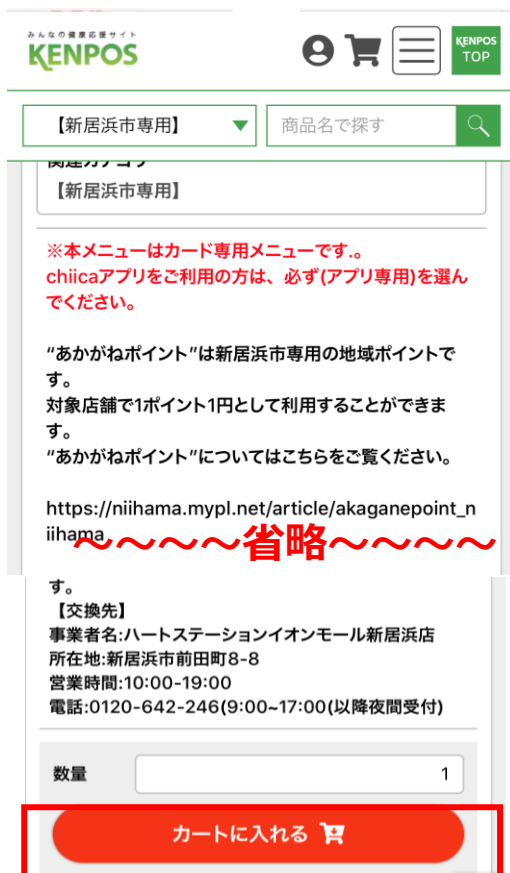 みんなの健康応援サイト
KENPOS
KENPOS
TOP
【新居浜市専用】
商品名で探す
関連カテゴリ
【新居浜市専用】
※本メニューはカード専用メニューです.。
chiicaアプリをご利用の方は、必ず(アプリ専用)を選ん
でください。
“あかがねポイント”は新居浜市専用の地域ポイントで
す。
対象店舗で1ポイント1円として利用することができま
す。
“あかがねポイント”についてはこちらをご覧ください。
https://niihama.mypl.net/article/akaganepoint_n
iihama
〜〜〜〜省略〜〜〜〜
す。
【交換先】
事業者名:ハートステーションイオンモール新居浜店
所在地:新居浜市前田町8-8
営業時間:10:00-19:00
電話:0120-642-246(9:00~17:00(以降夜間受付)
数量
1
カートに入れる